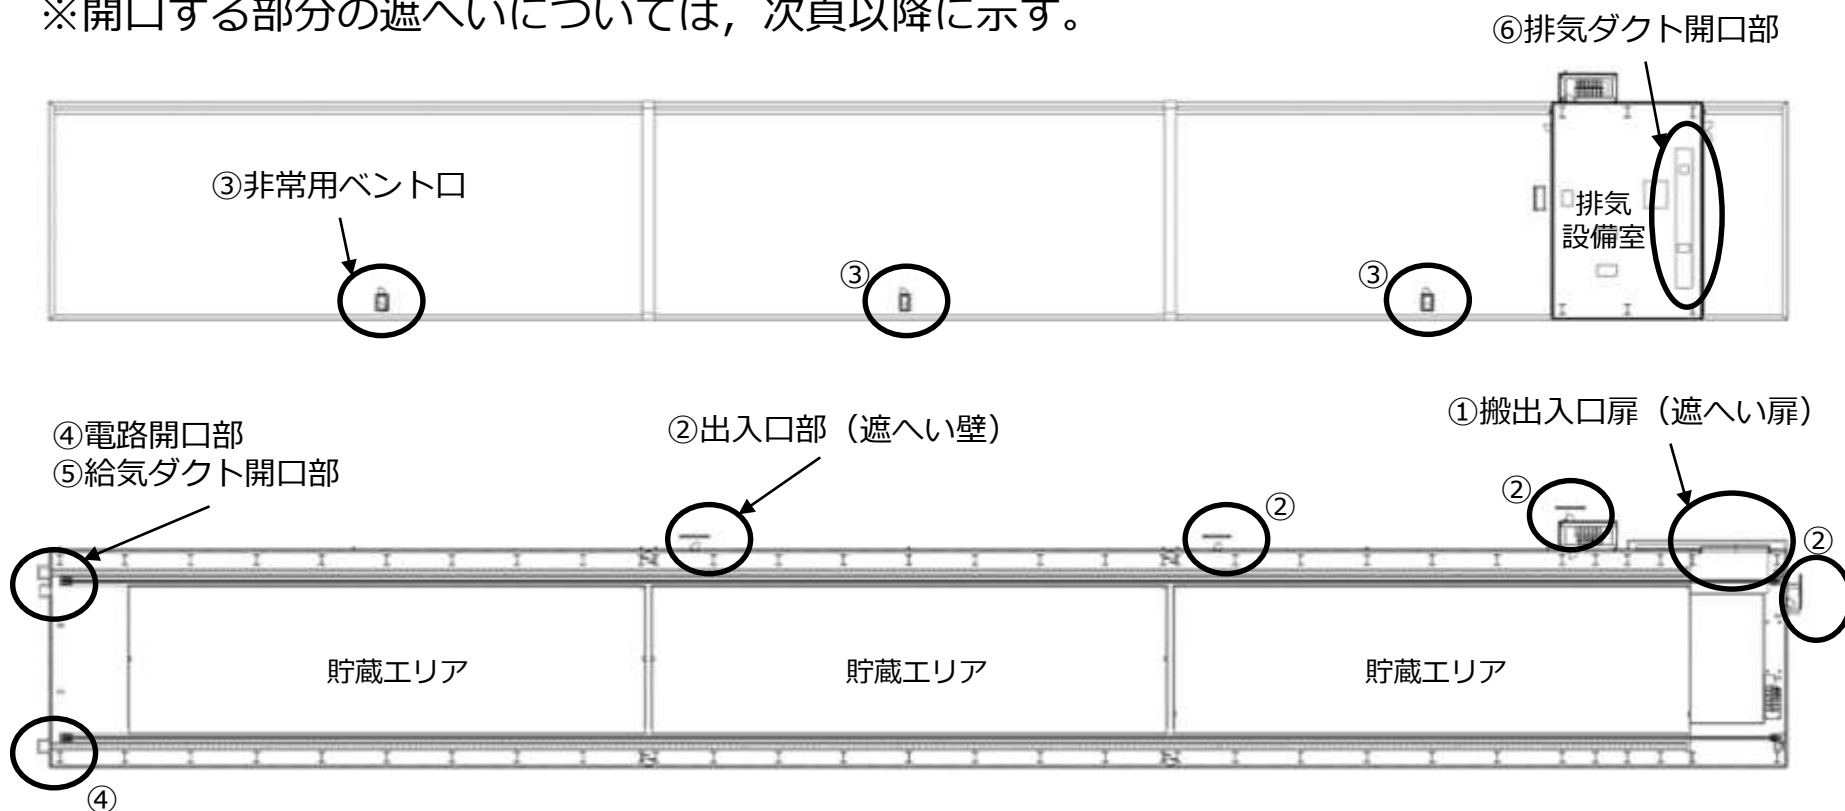 ※開口する部分の遮へいについては，次頁以降に示す。
⑥排気ダクト開口部
③非常用ベント口
排気
設備室
③
③
④電路開口部
⑤給気ダクト開口部
②出入口部（遮へい壁）
①搬出入口扉（遮へい扉）
②
②
②
貯蔵エリア
貯蔵エリア
貯蔵エリア
④